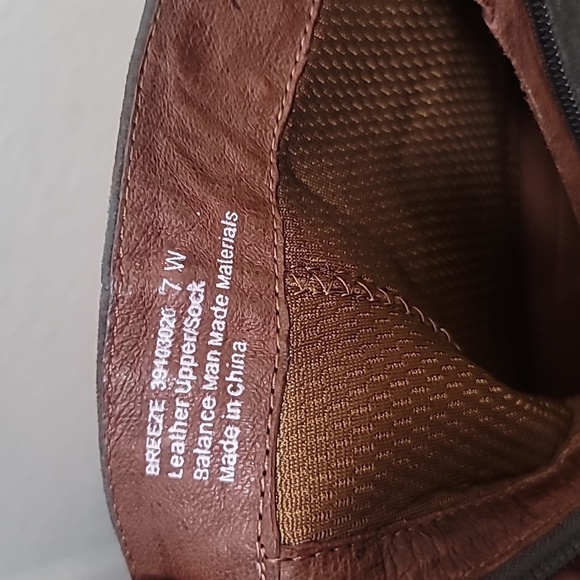 BREEZE 7 W
Leather Upper/Sock
Balance Man Made Materials
Made in China